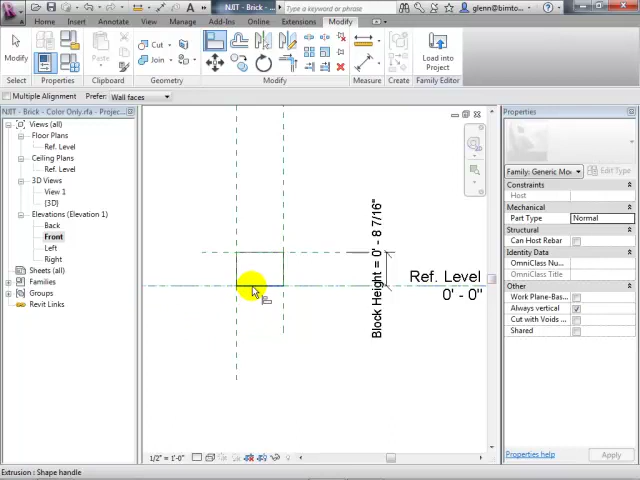 NJIT - Brick - ...
Type a keyword or phrase
glenn@bimto...
Home
Insert
Annotate
View
Manage
Add-Ins
Online
Extensions
Modify
Modify
Cut
Join
Load into
Project
Select
Properties
Clipboard
Geometry
Modify
Measure
Create
Family Editor
Multiple Alignment
Prefer:
Wall faces
NJIT - Brick - Color Only.rfa - ...
Views (all)
Floor Plans
Ref. Level
Ceiling Plans
Ref. Level
3D Views
View 1
{3D}
Elevations (Elevation 1)
Back
Front
Left
Right
Sheets (all)
Families
Groups
Revit Links
Block Height = 0' - 8 7/16"
Ref. Level
0' - 0"
Properties
Family: Generic Mo
Edit Type
Constraints
Host
Mechanical
Part Type
Normal
Structural
Can Host Rebar
Identity Data
OmniClass Nu...
OmniClass Title
Other
Work Plane-Bas...
Always vertical
Cut with Voids ...
Shared
Properties help
Apply
1/2" = 1'-0"
Extrusion : Shape handle